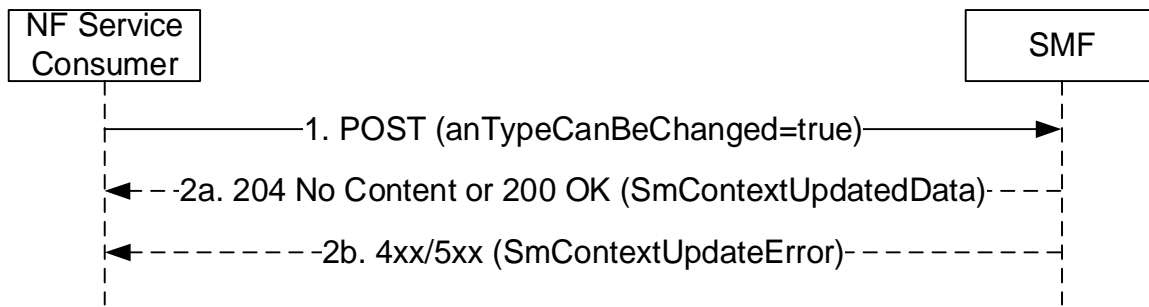 NF Service
Consumer
SMF
1. POST (anTypeCanBeChanged=true)
2a. 204 No Content or 200 OK (SmContextUpdatedData)
2b. 4xx/5xx (SmContextUpdateError)